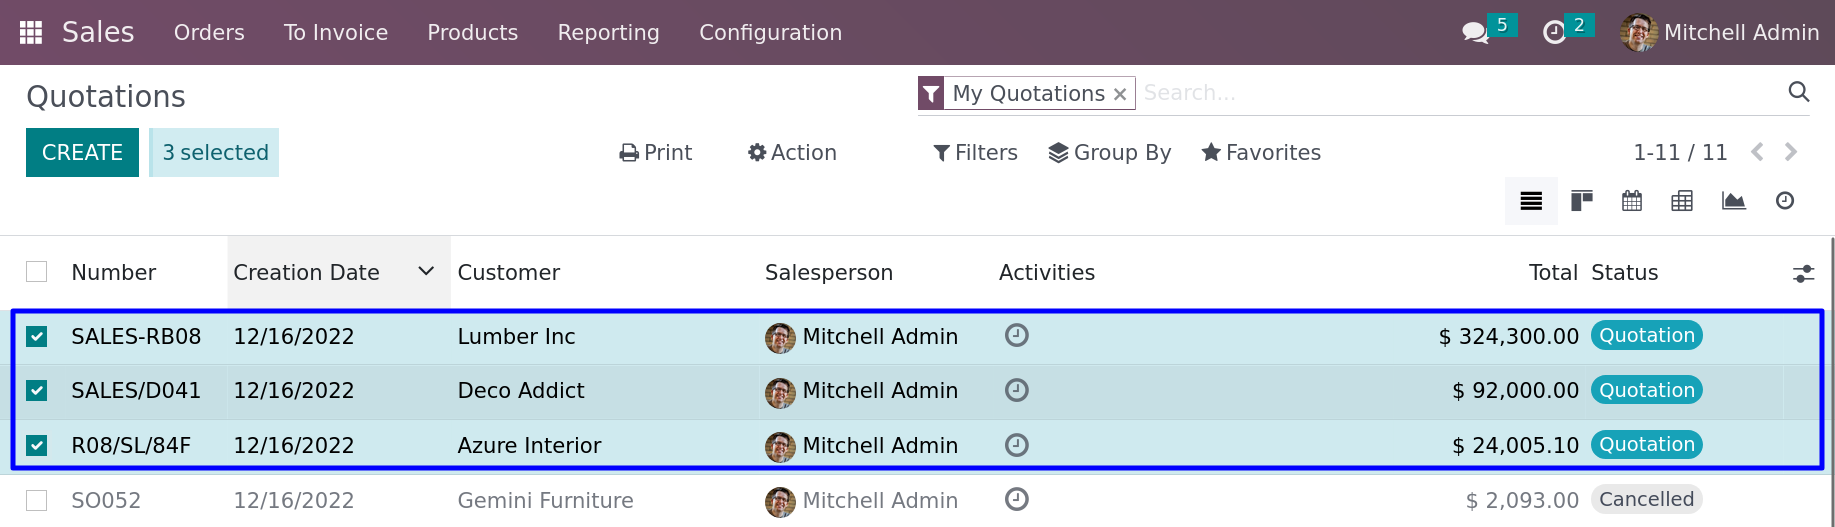 Sales Orders To Invoice Products Reporting Configuration 5 2 Mitchell Admin
Quotations My Quotations × Search...
CREATE 3 selected Print Action Filters Group By Favorites 1-11 / 11
Number Creation Date Customer Salesperson Activities Total Status
SALES-RB08 12/16/2022 Lumber Inc Mitchell Admin $ 324,300.00 Quotation
SALES/D041 12/16/2022 Deco Addict Mitchell Admin $ 92,000.00 Quotation
R08/SL/84F 12/16/2022 Azure Interior Mitchell Admin $ 24,005.10 Quotation
SO052 12/16/2022 Gemini Furniture Mitchell Admin $ 2,093.00 Cancelled